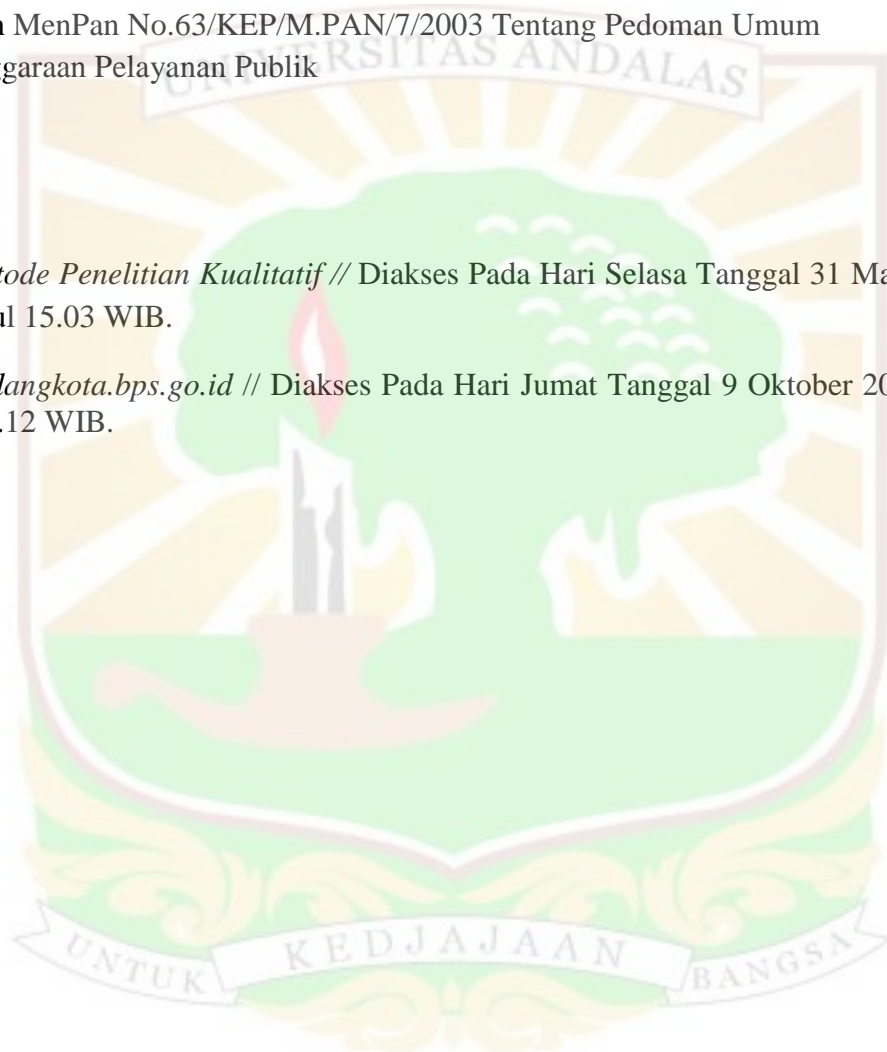 n MenPan No.63/KEP/M.PAN/7/2003 Tentang Pedoman Umum
ggaraan Pelayanan Publik
UNIVERSITAS ANDALAS
tode Penelitian Kualitatif // Diakses Pada Hari Selasa Tanggal 31 Ma
ul 15.03 WIB.
langkota.bps.go.id // Diakses Pada Hari Jumat Tanggal 9 Oktober 20
.12 WIB.
UNTUK KEDJAJAAN BANGSA